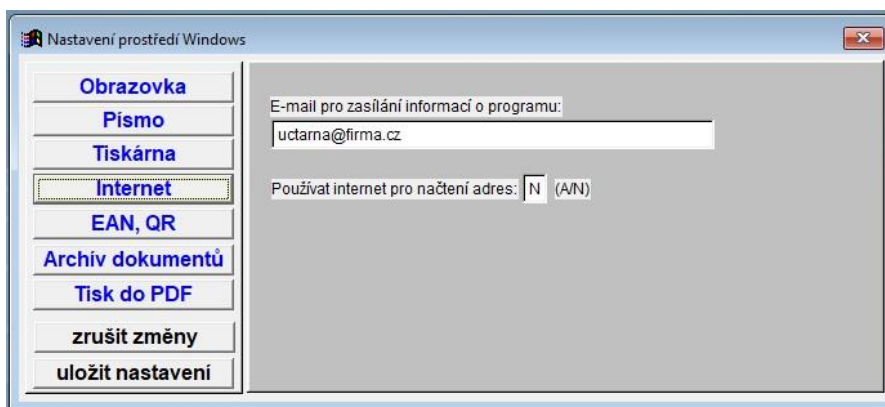 Nastavení prostředí Windows
Obrazovka
Písmo
Tiskárna
Internet
EAN, QR
Archív dokumentů
Tisk do PDF
zrušit změny
uložit nastavení
E-mail pro zasílání informací o programu:
uctarna@firma.cz
Používat internet pro načtení adres: N (A/N)